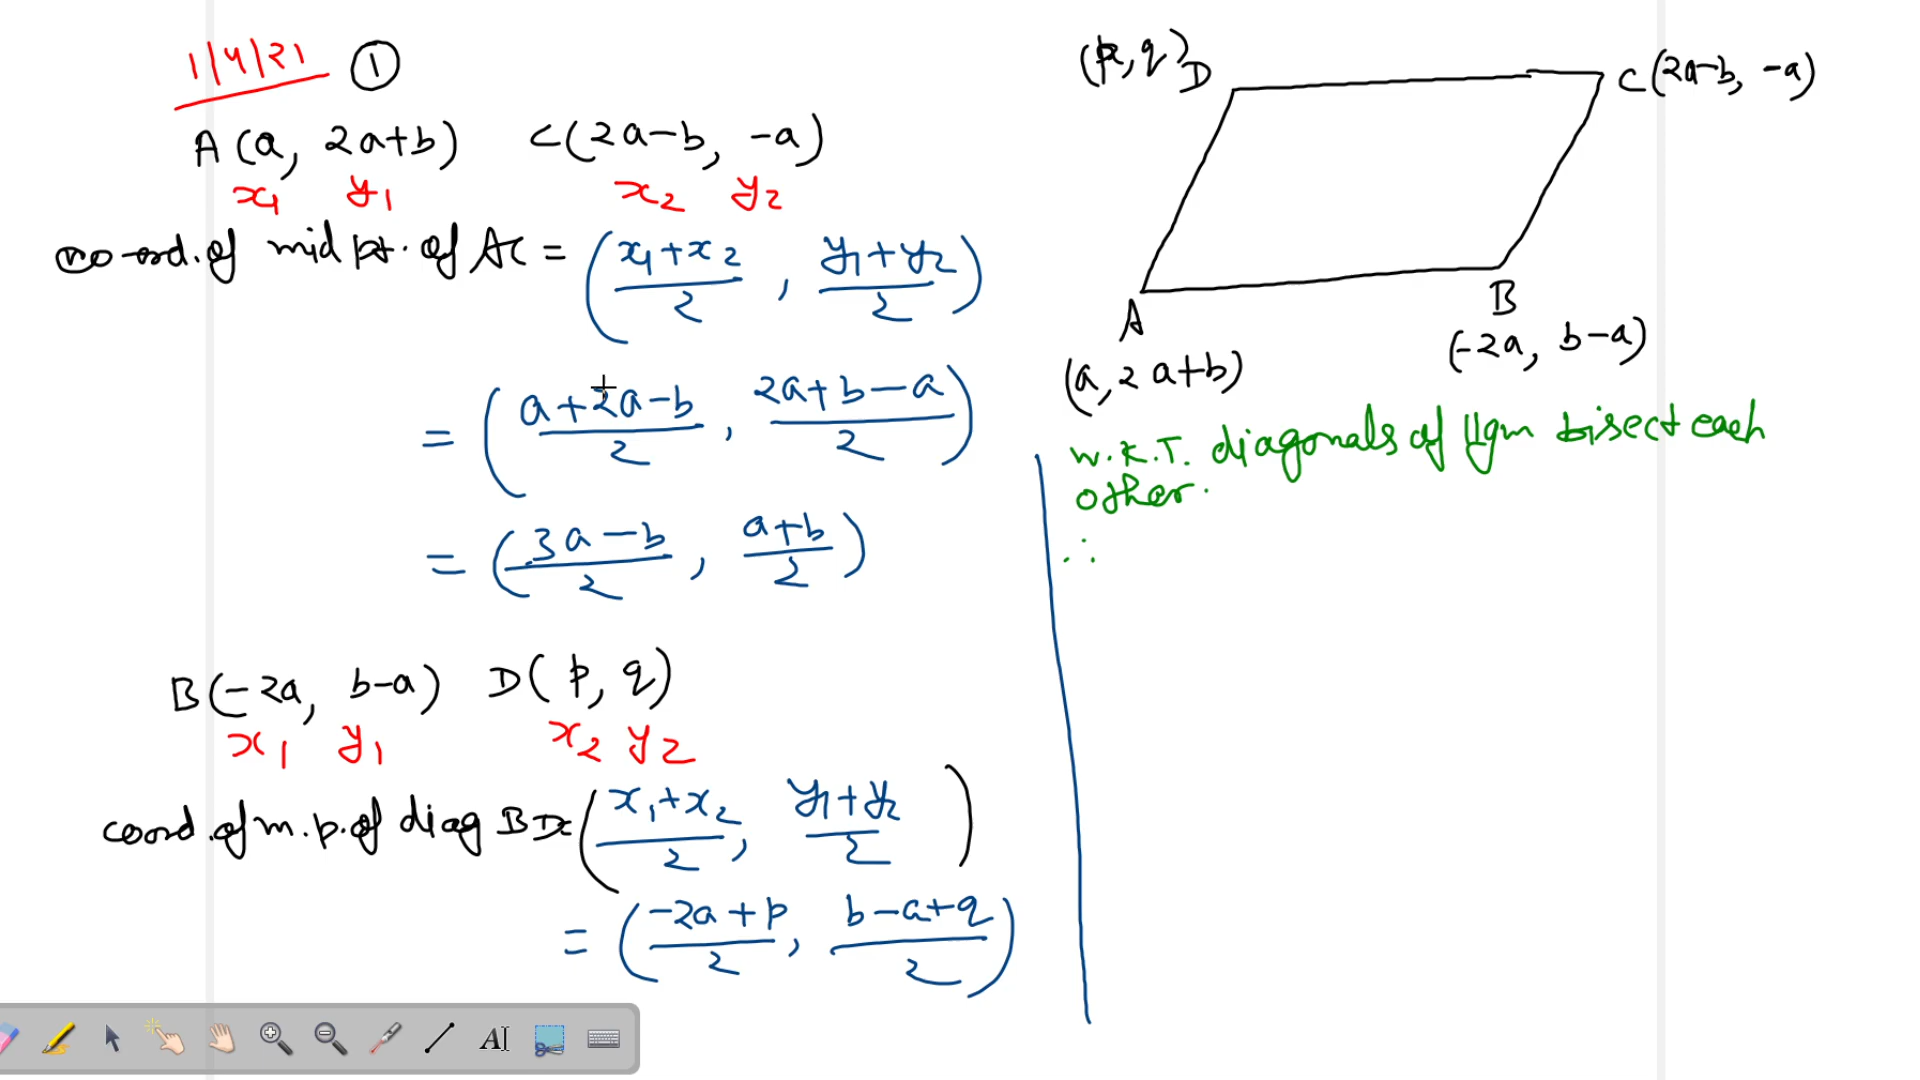 1/4/21 ①
A(a, 2a+b) C(2a-b, -a)
x1 y1 x2 y2
co-ord. of mid pt. of AC = ( (x1+x2)/2 , (y1+y2)/2 )
= ( (a+2a-b)/2 , (2a+b-a)/2 )
= ( (3a-b)/2 , (a+b)/2 )
B(-2a, b-a) D(p, q)
x1 y1 x2 y2
coord. of m.p. of diag BD = ( (x1+x2)/2 , (y1+y2)/2 )
= ( (-2a+p)/2 , (b-a+q)/2 )
(p, q) D
C(2a-b, -a)
A
(a, 2a+b)
B
(-2a, b-a)
W.K.T. diagonals of ||gm bisect each
other.
∴
AI